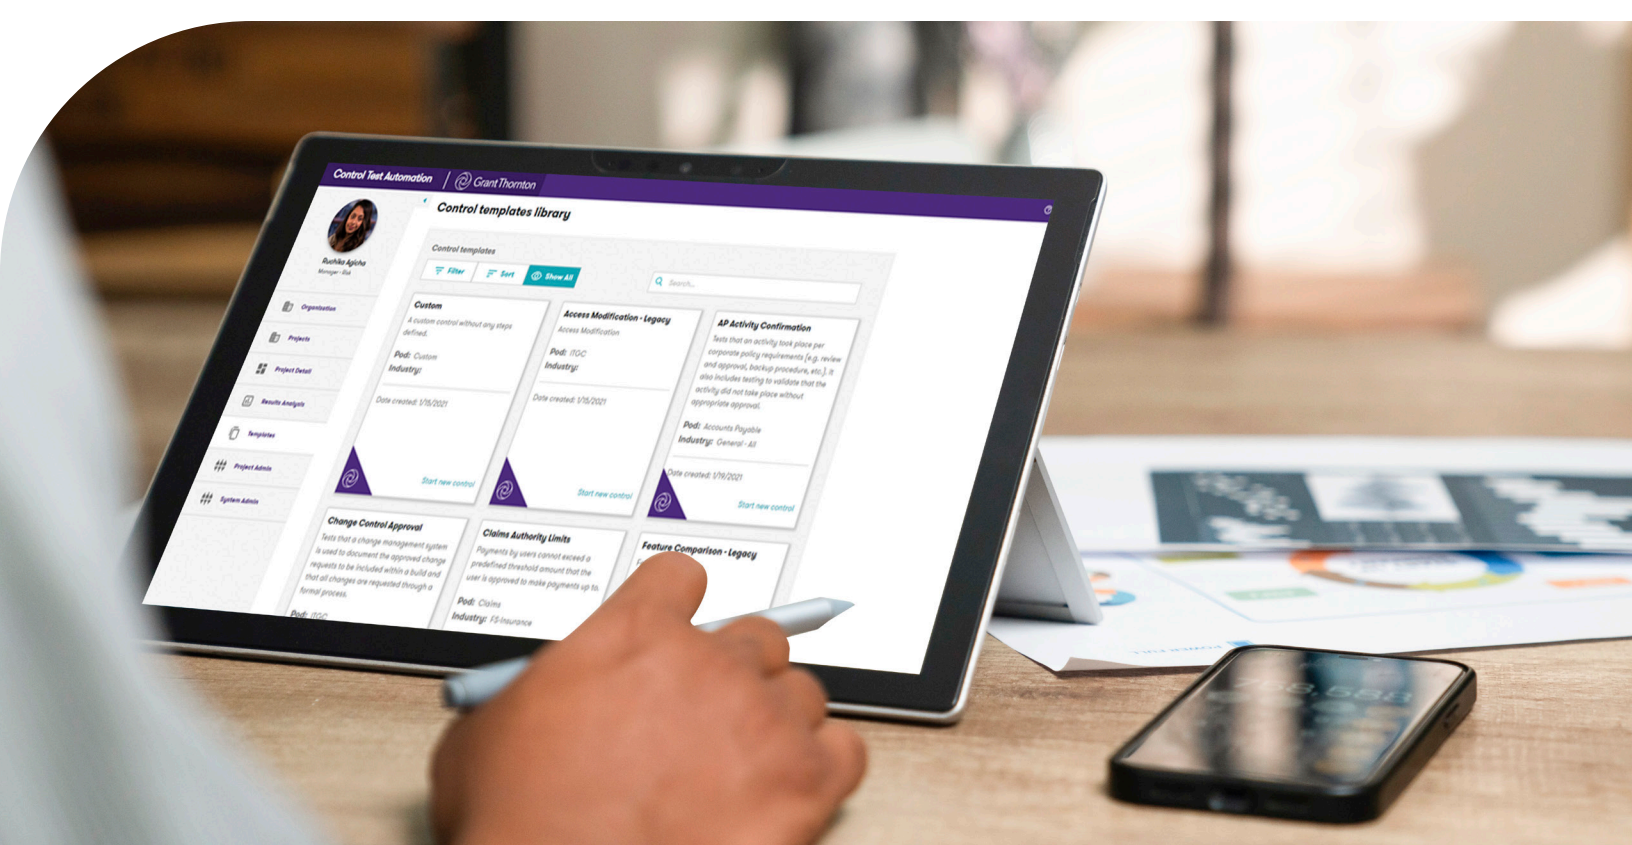 Control Test Automation
Grant Thornton
Control templates library
Ruchika Agicha
Manager - Risk
Organization
Projects
Project Detail
Results Analysis
Templates
Project Admin
System Admin
Control templates
Filter
Sort
Show All
Search...
Custom
A custom control without any steps
defined.
Pod: Custom
Industry:
Date created: 1/15/2021
Start new control
Access Modification - Legacy
Access Modification
Pod: ITGC
Industry:
Date created: 1/15/2021
Start new control
AP Activity Confirmation
Tests that an activity took place per
corporate policy requirements (e.g. review
and approval, backup procedure, etc.). It
also includes testing to validate that the
activity did not take place without
appropriate approval.
Pod: Accounts Payable
Industry: General - All
Date created: 1/19/2021
Start new control
Change Control Approval
Tests that a change management system
is used to document the approved change
requests to be included within a build and
that all changes are requested through a
formal process.
Pod: ITGC
Claims Authority Limits
Payments by users cannot exceed a
predefined threshold amount that the
user is approved to make payments up to.
Pod: Claims
Industry: FS-Insurance
Feature Comparison - Legacy